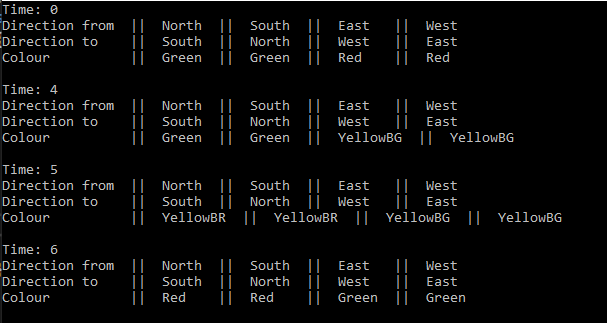 Time: 0
Direction from  ||  North  ||  South  ||  East   ||  West
Direction to    ||  South  ||  North  ||  West   ||  East
Colour          ||  Green  ||  Green  ||  Red    ||  Red
Time: 4
Direction from  ||  North  ||  South  ||  East   ||  West
Direction to    ||  South  ||  North  ||  West   ||  East
Colour          ||  Green  ||  Green  ||  YellowBG  ||  YellowBG
Time: 5
Direction from  ||  North  ||  South  ||  East   ||  West
Direction to    ||  South  ||  North  ||  West   ||  East
Colour          ||  YellowBR  ||  YellowBR  ||  YellowBG  ||  YellowBG
Time: 6
Direction from  ||  North  ||  South  ||  East   ||  West
Direction to    ||  South  ||  North  ||  West   ||  East
Colour          ||  Red    ||  Red    ||  Green  ||  Green